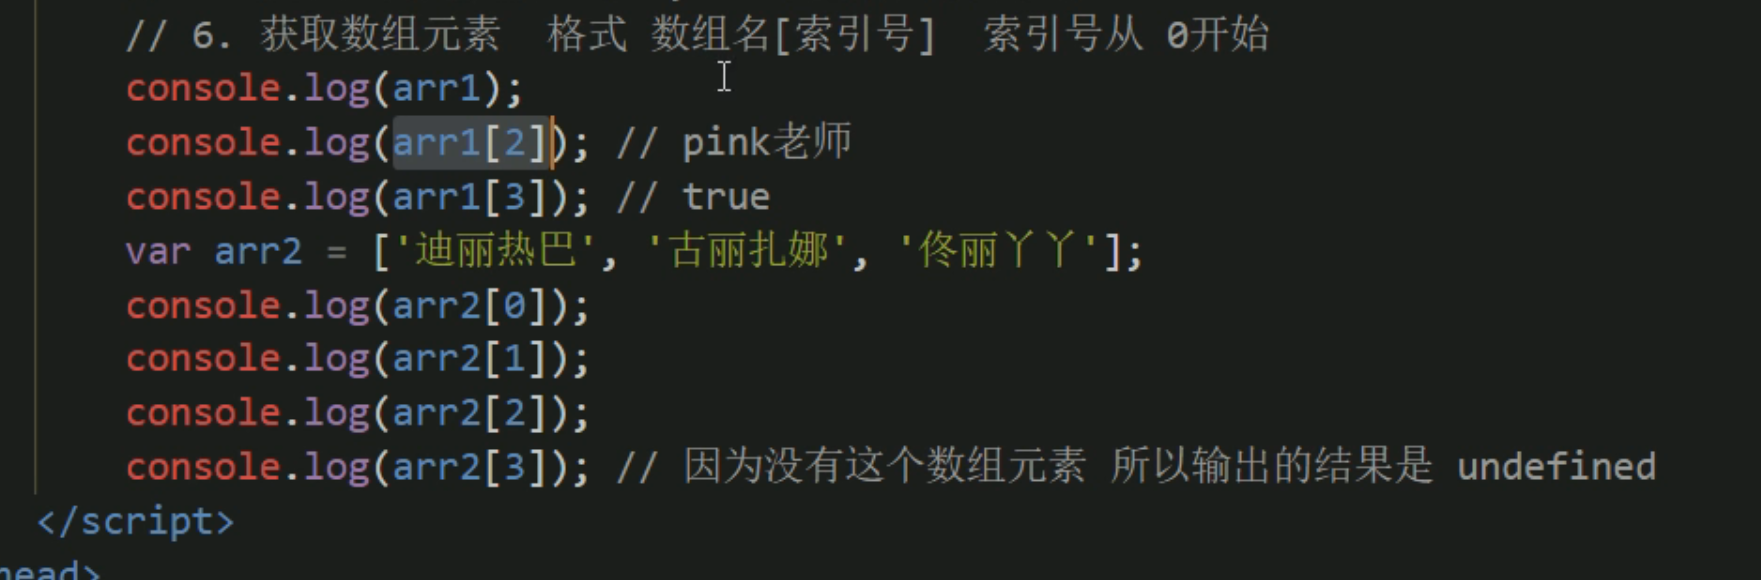 // 6. 获取数组元素  格式 数组名[索引号]  索引号从 0开始
console.log(arr1);
console.log(arr1[2]); // pink老师
console.log(arr1[3]); // true
var arr2 = ['迪丽热巴', '古丽扎娜', '佟丽丫丫'];
console.log(arr2[0]);
console.log(arr2[1]);
console.log(arr2[2]);
console.log(arr2[3]); // 因为没有这个数组元素 所以输出的结果是 undefined
</script>
head>